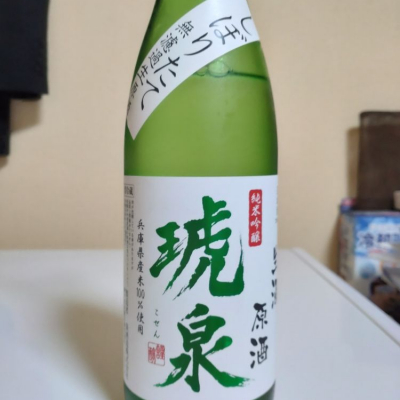 しぼりたて
無濾過生原酒
純米吟醸
琥泉
こせん
原酒
兵庫県産米100%使用